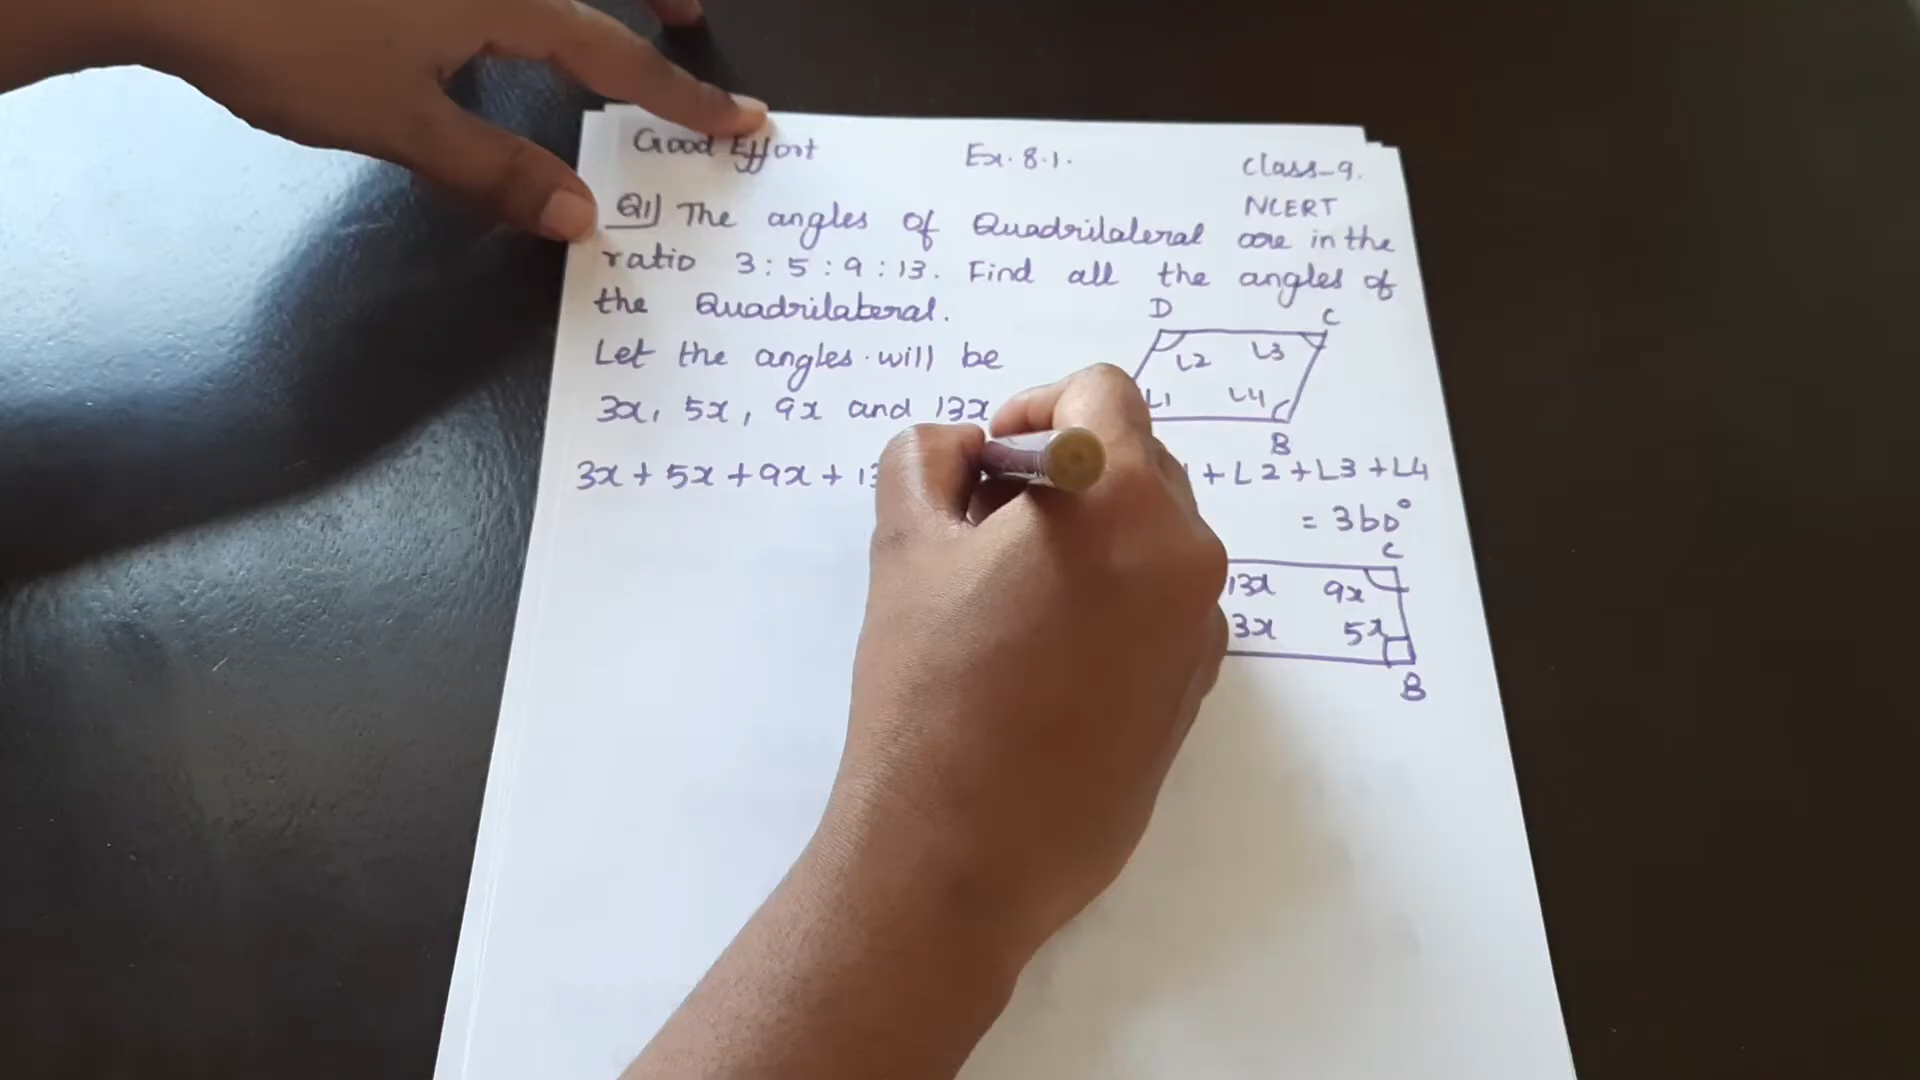 Good Effort Ex. 8.1. Class-9.
NCERT
Q1) The angles of Quadrilateral are in the
ratio 3 : 5 : 9 : 13. Find all the angles of
the Quadrilateral.
D C
∠2 ∠3
Let the angles will be
∠1 ∠4
3x, 5x, 9x and 13x
B
3x + 5x + 9x + 13
+ ∠2 + ∠3 + ∠4
= 360°
C
13x 9x
3x 5x
B